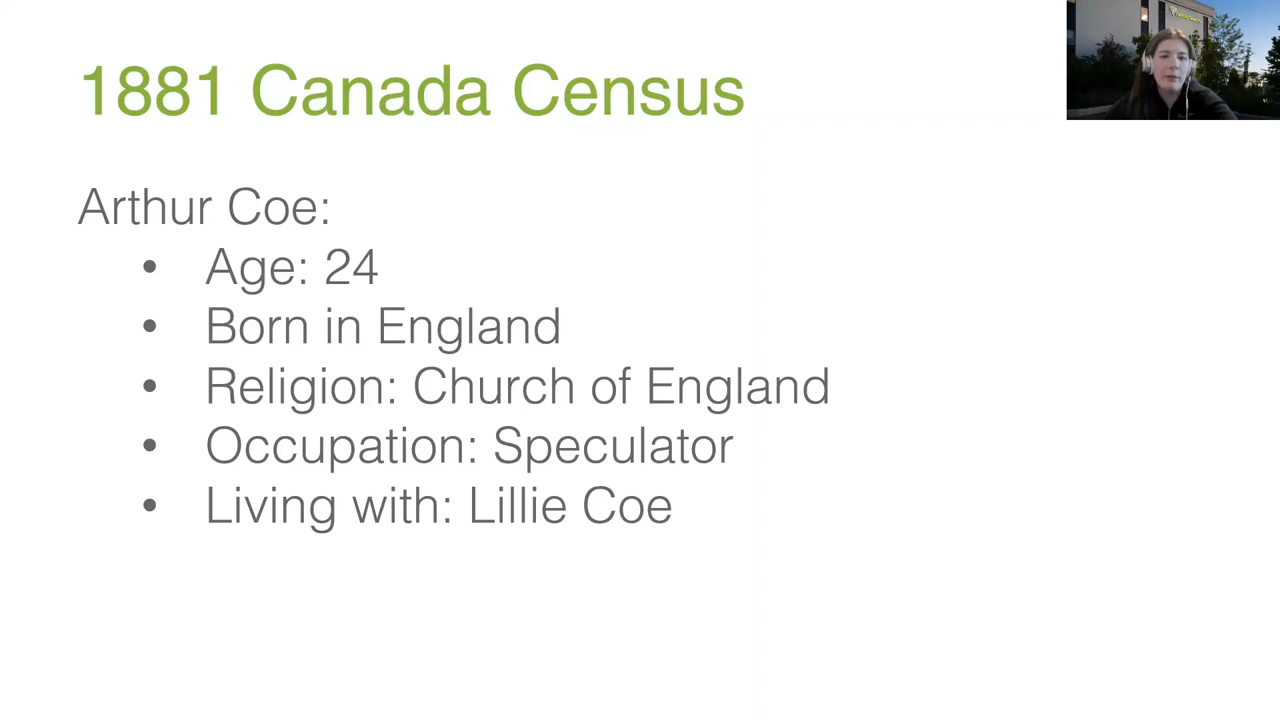 1881 Canada Census
Arthur Coe:
• Age: 24
• Born in England
• Religion: Church of England
• Occupation: Speculator
• Living with: Lillie Coe